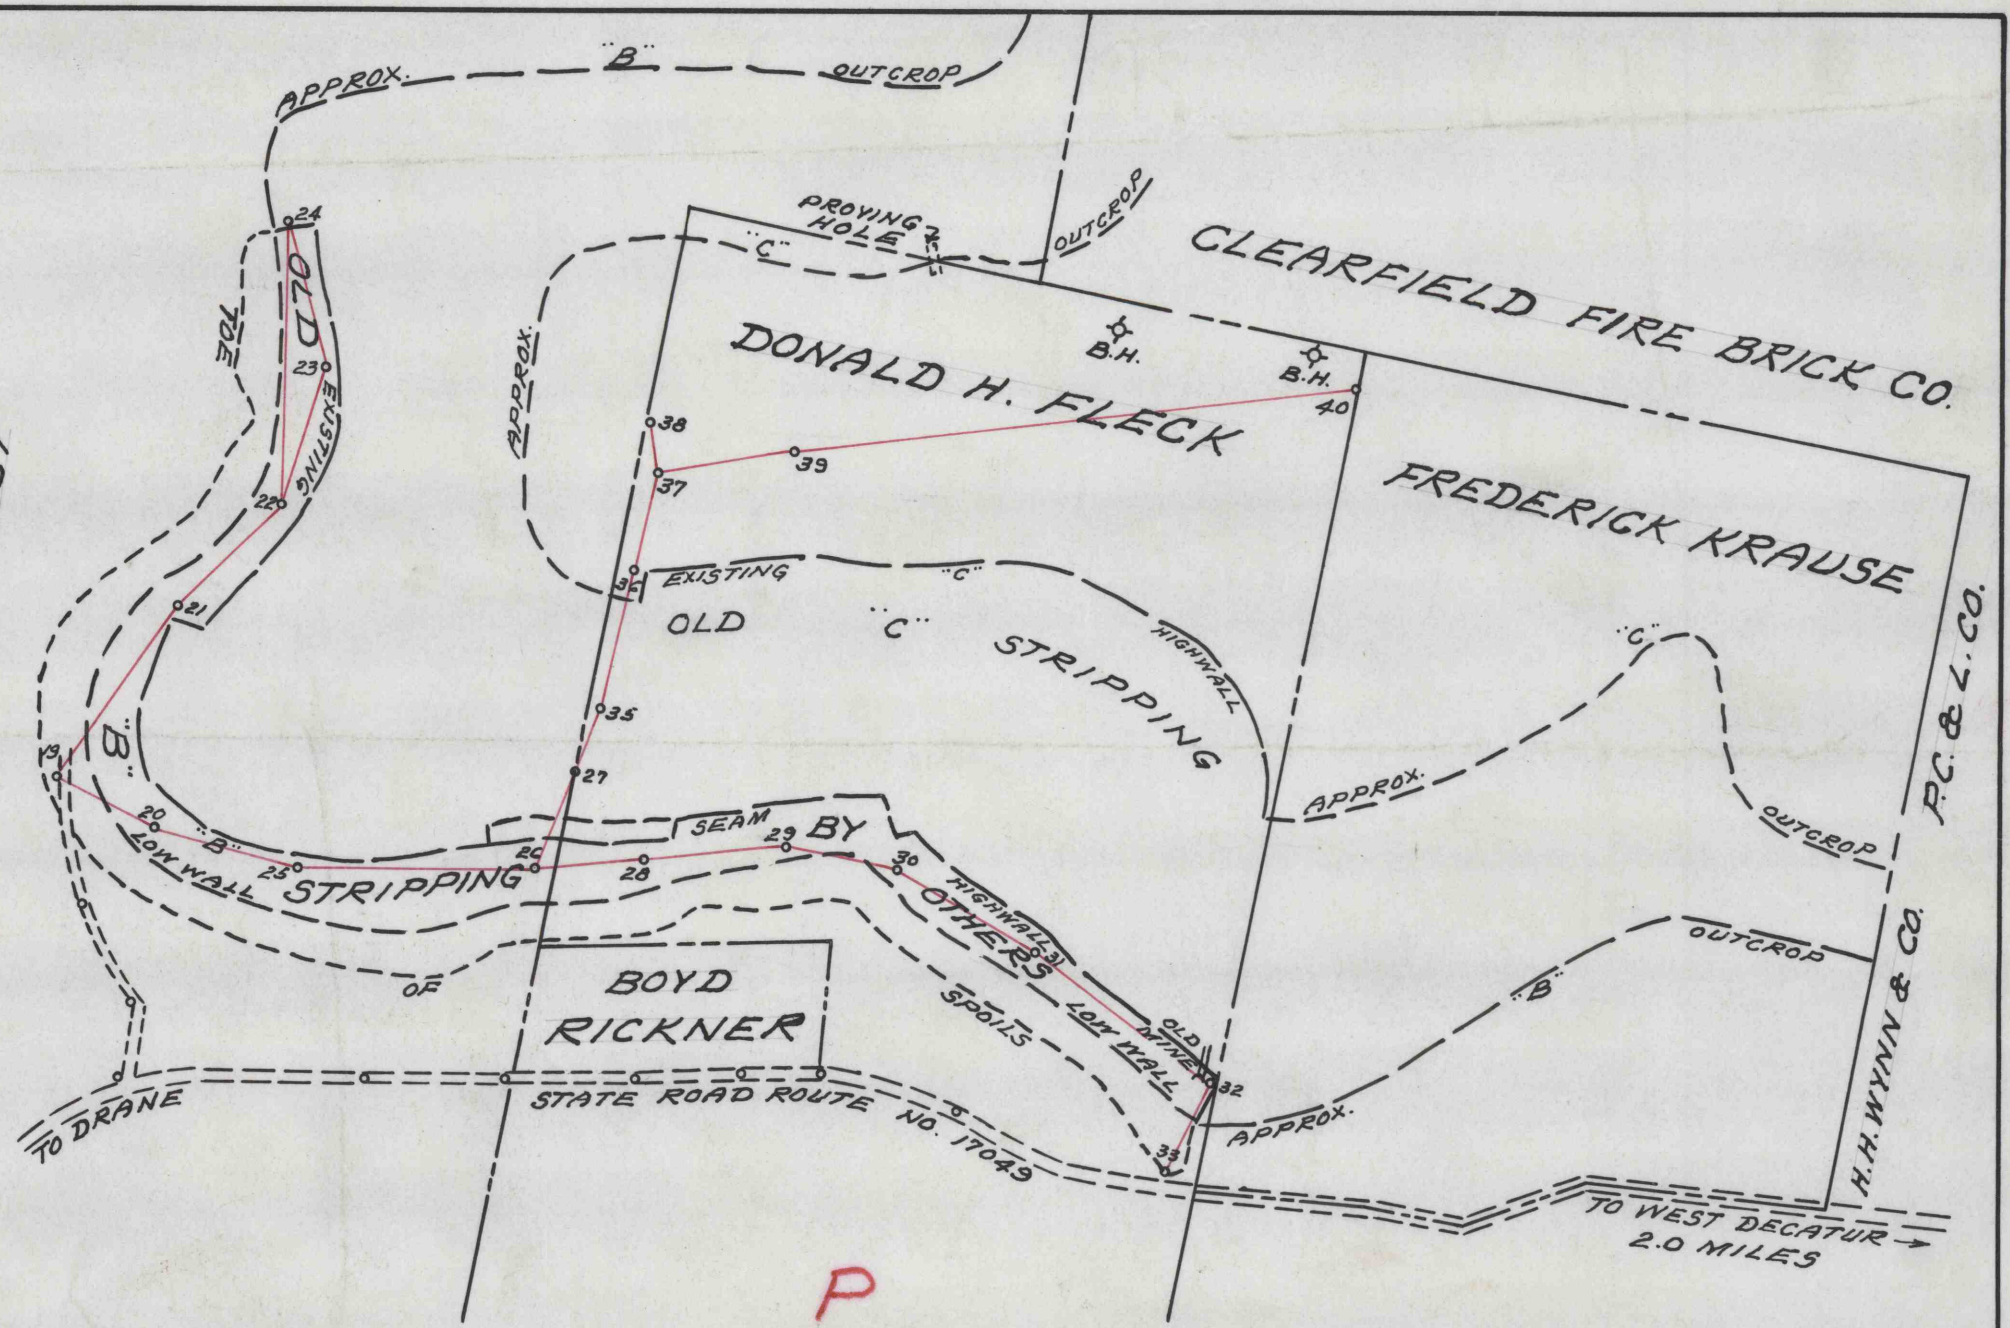 "B"
APPROX.
OUTCROP
24
OLD
TOE
23
EXISTING
22
21
"B"
19
20
"B"
LOW WALL
25
STRIPPING
OF
PROVING
HOLE
"C"
OUTCROP
APPROX.
CLEARFIELD FIRE BRICK CO.
B.H.
B.H.
DONALD H. FLECK
40
38
37
39
FREDERICK KRAUSE
36
EXISTING
"C"
HIGHWALL
OLD
"C"
STRIPPING
35
27
"C"
APPROX.
OUTCROP
P.C. & L. CO.
SEAM
26
28
29
BY
30
HIGHWALL
OTHERS
31
SPOILS
LOW WALL
OLD
MINE
32
33
OUTCROP
"B"
APPROX.
H.H. WYNN & CO.
BOYD
RICKNER
STATE ROAD ROUTE NO. 17049
TO DRANE
TO WEST DECATUR →
2.0 MILES
P